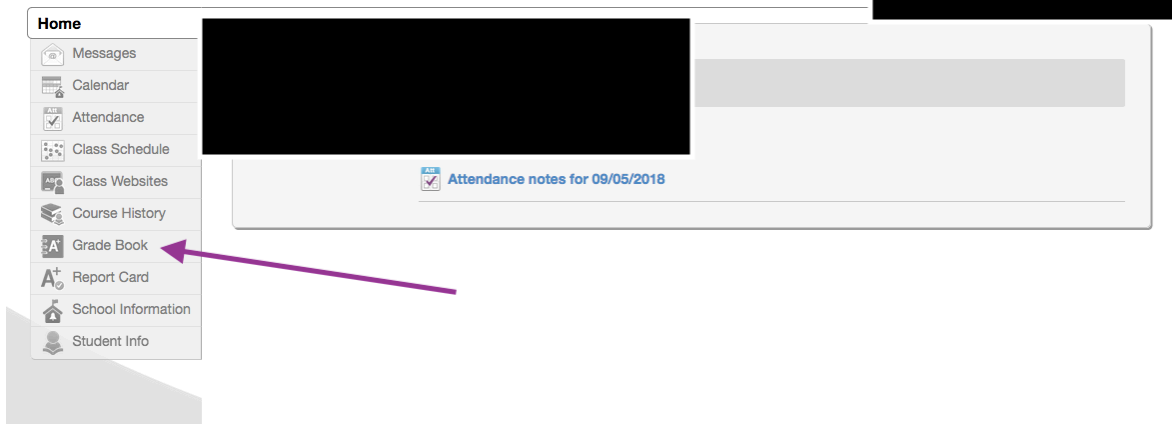 Home
Messages
Calendar
Attendance
Class Schedule
Class Websites
Course History
Grade Book
Report Card
School Information
Student Info
Attendance notes for 09/05/2018